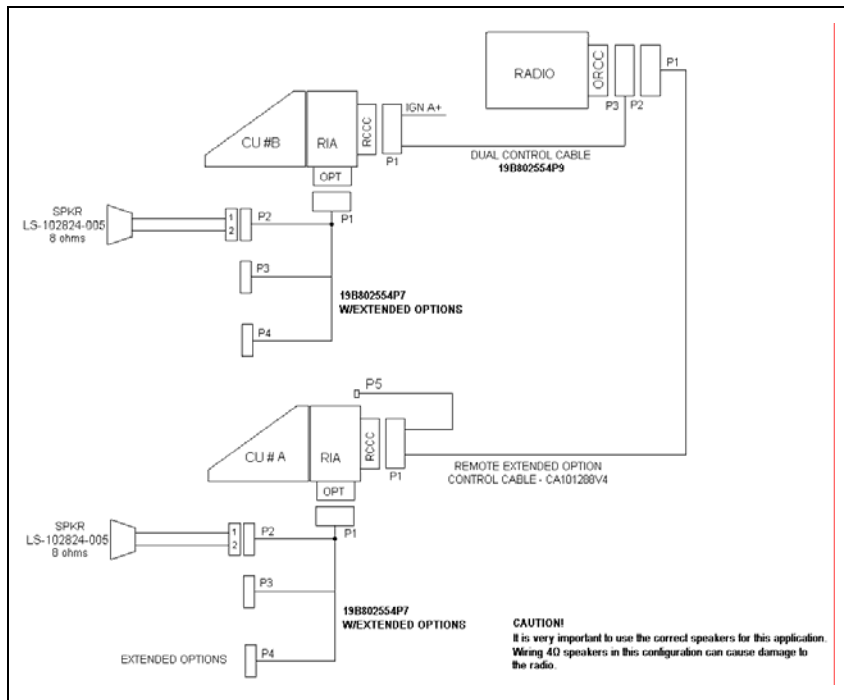 RADIO
ORCC
P1
P3
P2
IGN A+
CU #B
RIA
RCCC
P1
DUAL CONTROL CABLE
19B802554P9
OPT
SPKR
LS-102824-005
8 ohms
1
2
P2
P1
P3
19B802554P7
W/EXTENDED OPTIONS
P4
P5
CU # A
RIA
RCCC
P1
REMOTE EXTENDED OPTION
CONTROL CABLE - CA101288V4
OPT
SPKR
LS-102824-005
8 ohms
1
2
P2
P1
P3
19B802554P7
W/EXTENDED OPTIONS
EXTENDED OPTIONS
P4
CAUTION!
It is very important to use the correct speakers for this application.
Wiring 4Ω speakers in this configuration can cause damage to
the radio.